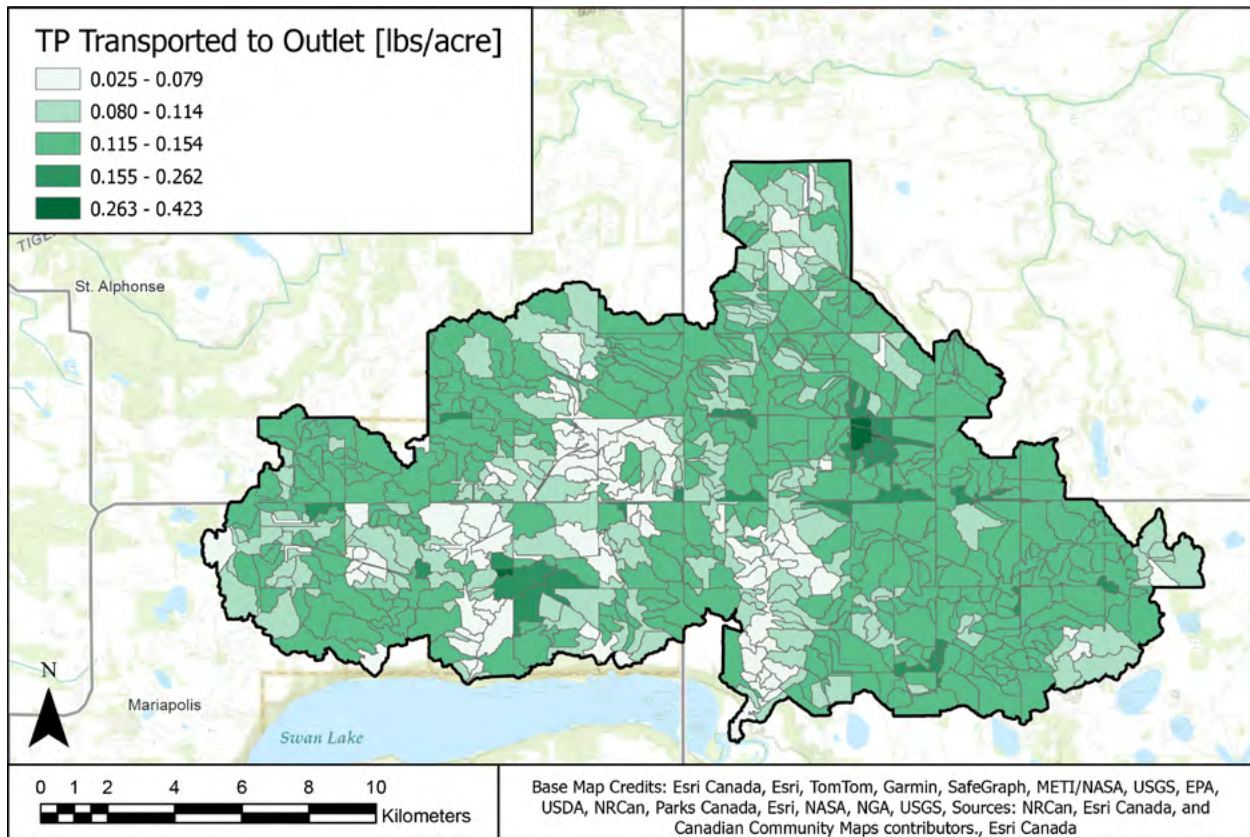 TP Transported to Outlet [lbs/acre]
0.025 - 0.079
0.080 - 0.114
0.115 - 0.154
0.155 - 0.262
0.263 - 0.423
TIGE
St. Alphonse
N
Mariapolis
Swan Lake
0 1 2 4 6 8 10
Kilometers
Base Map Credits: Esri Canada, Esri, TomTom, Garmin, SafeGraph, METI/NASA, USGS, EPA,
USDA, NRCan, Parks Canada, Esri, NASA, NGA, USGS, Sources: NRCan, Esri Canada, and
Canadian Community Maps contributors., Esri Canada